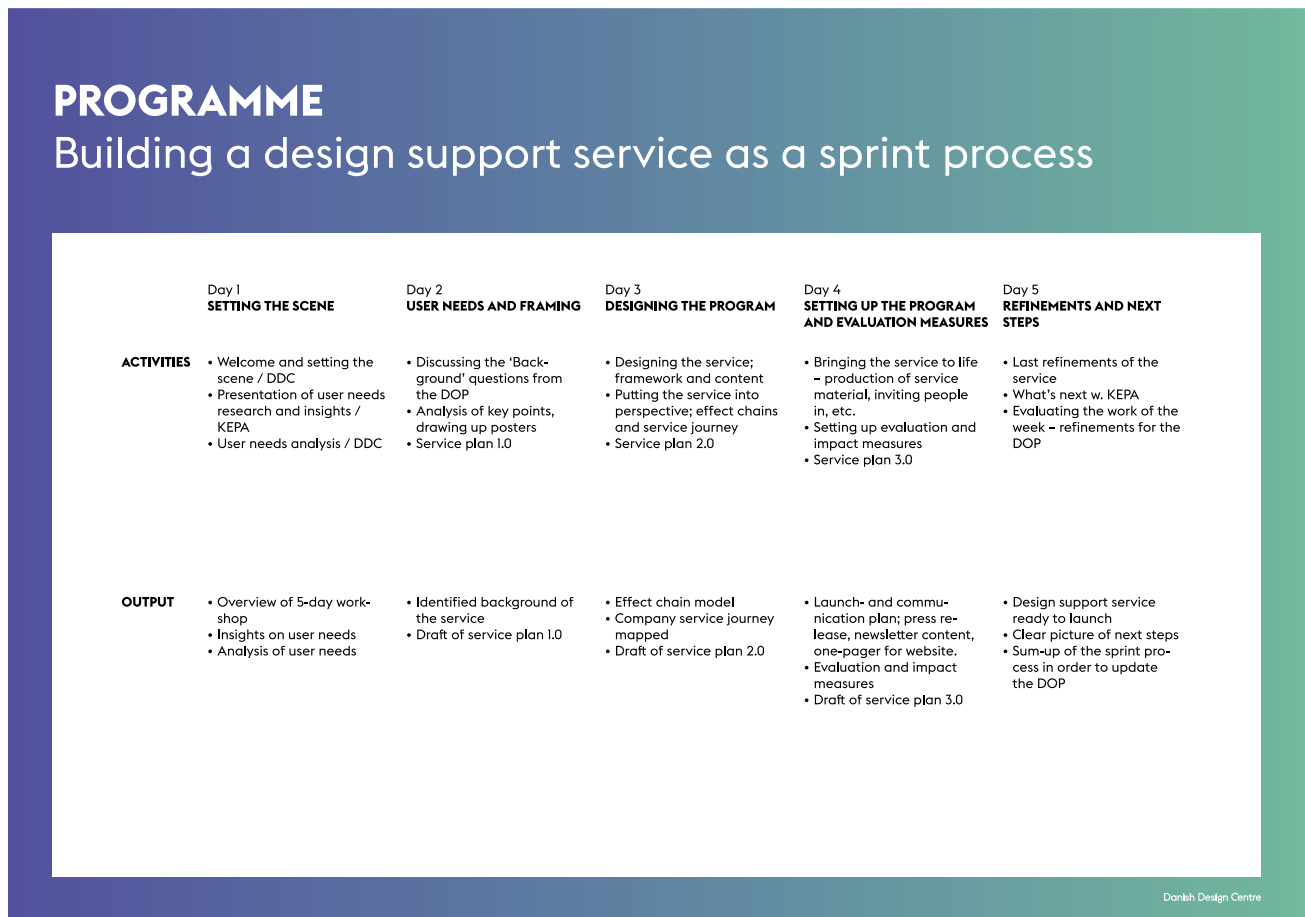 PROGRAMME
Building a design support service as a sprint process
Day 1
SETTING THE SCENE
Day 2
USER NEEDS AND FRAMING
Day 3
DESIGNING THE PROGRAM
Day 4
SETTING UP THE PROGRAM
AND EVALUATION MEASURES
Day 5
REFINEMENTS AND NEXT
STEPS
ACTIVITIES
• Welcome and setting the
scene / DDC
• Presentation of user needs
research and insights /
KEPA
• User needs analysis / DDC
• Discussing the ‘Back-
ground’ questions from
the DOP
• Analysis of key points,
drawing up posters
• Service plan 1.0
• Designing the service;
framework and content
• Putting the service into
perspective; effect chains
and service journey
• Service plan 2.0
• Bringing the service to life
– production of service
material, inviting people
in, etc.
• Setting up evaluation and
impact measures
• Service plan 3.0
• Last refinements of the
service
• What’s next w. KEPA
• Evaluating the work of the
week – refinements for the
DOP
OUTPUT
• Overview of 5-day work-
shop
• Insights on user needs
• Analysis of user needs
• Identified background of
the service
• Draft of service plan 1.0
• Effect chain model
• Company service journey
mapped
• Draft of service plan 2.0
• Launch- and commu-
nication plan; press re-
lease, newsletter content,
one-pager for website.
• Evaluation and impact
measures
• Draft of service plan 3.0
• Design support service
ready to launch
• Clear picture of next steps
• Sum-up of the sprint pro-
cess in order to update
the DOP
Danish Design Centre